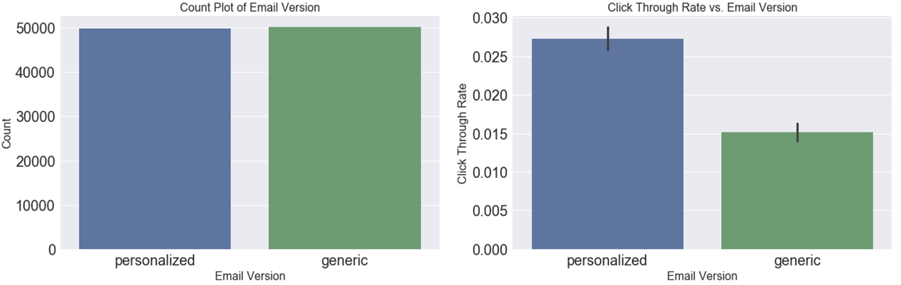 Count Plot of Email Version
50000
40000
30000
20000
10000
0
Count
personalized generic
Email Version
Click Through Rate vs. Email Version
0.030
0.025
0.020
0.015
0.010
0.005
0.000
Click Through Rate
personalized generic
Email Version